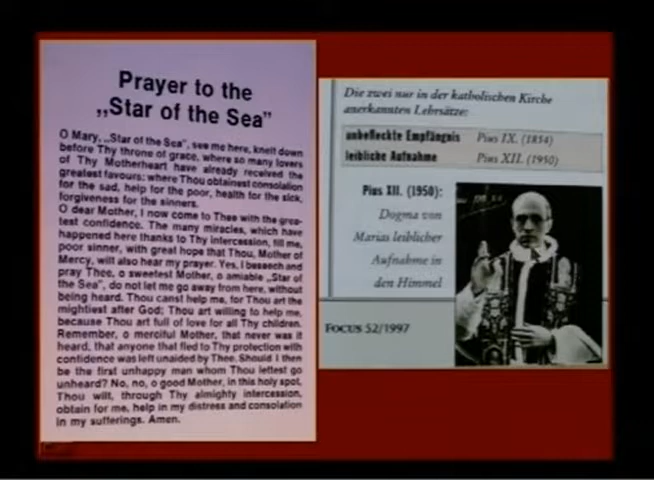 Prayer to the
„Star of the Sea”
O Mary, „Star of the Sea”, see me here, knelt down
before Thy throne of grace, where so many lovers
of Thy Motherheart have already received the
greatest favours; where Thou obtainest consolation
for the sad, help for the poor, health for the sick,
forgiveness for the sinners.
O dear Mother, I now come to Thee with the grea-
test confidence. The many miracles, which have
happened here thanks to Thy intercession, fill me,
poor sinner, with great hope that Thou, Mother of
Mercy, will also hear my prayer. Yes, I beseech and
pray Thee, o sweetest Mother, o amiable „Star of
the Sea”, do not let me go away from here, without
being heard. Thou canst help me, for Thou art the
mightiest after God; Thou art willing to help me,
because Thou art full of love for all Thy children.
Remember, o merciful Mother, that never was it
heard, that anyone that fled to Thy protection with
confidence was left unaided by Thee. Should I then
be the first unhappy man whom Thou lettest go
unheard? No, no, o good Mother, in this holy spot,
Thou wilt, through Thy almighty intercession,
obtain for me, help in my distress and consolation
in my sufferings. Amen.
Die zwei nur in der katholischen Kirche
anerkannten Lehrsätze:
unbefleckte Empfängnis Pius IX. (1854)
leibliche Aufnahme Pius XII. (1950)
Pius XII. (1950):
Dogma von
Marias leiblicher
Aufnahme in
den Himmel
FOCUS 52/1997